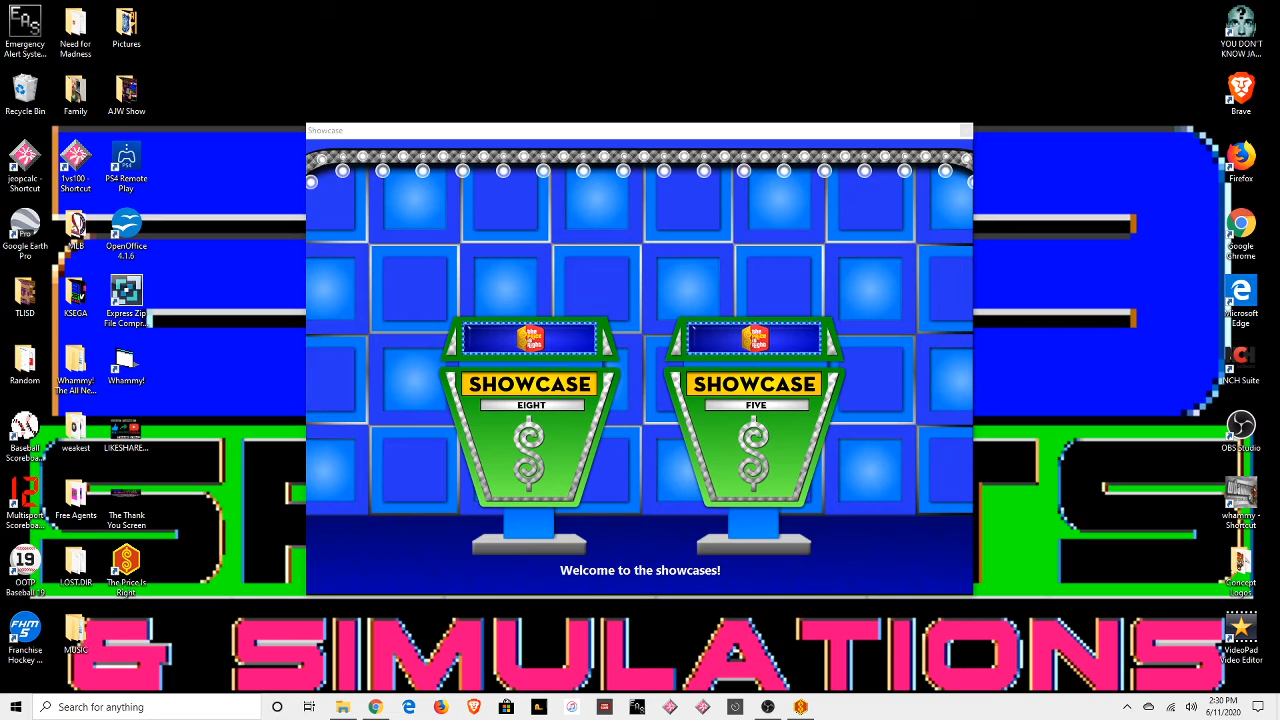 Emergency
Alert Syste...
Need for
Madness
Pictures
YOU DON'T
KNOW JA...
Recycle Bin
Family
AJW Show
Brave
Showcase
topcalc -
Shortcut
1vs100 -
Shortcut
PS4 Remote
Play
Firefox
Google Earth
Pro
MLB
OpenOffice
4.1.6
Google
Chrome
TLISD
KSEGA
Express Zip
File Compr...
Microsoft
Edge
Random
Whammy!
The All Ne...
Whammy!
NCH Suite
SHOWCASE
EIGHT
SHOWCASE
FIVE
Baseball
Scoreboa...
weakest
LIKESHARE...
OBS Studio
12
Multisport
Scoreboa...
Free Agents
The Thank
You Screen
whammy -
Shortcut
19
OOTP
Baseball 19
LOST.DIR
The Price Is
Right
Concept
Logos
Welcome to the showcases!
Franchise
Hockey ...
MUSIC
VideoPad
Video Editor
& SIMULATIONS
Search for anything
2:30 PM
6/11/2020